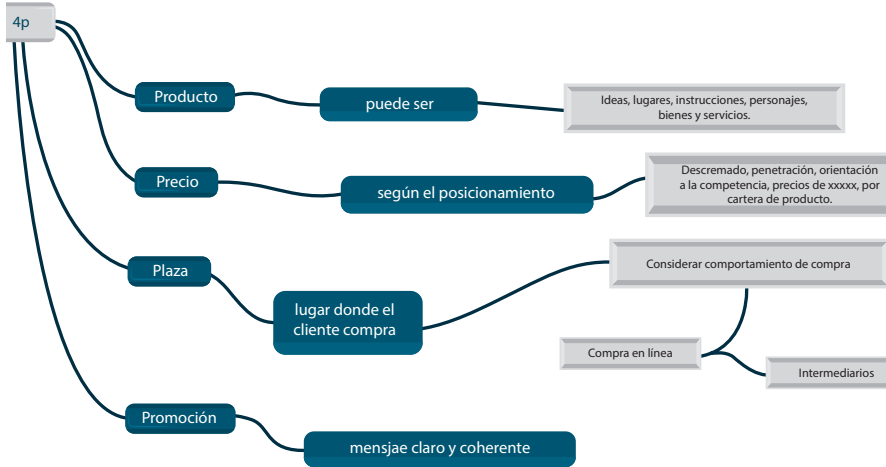 4p
Producto
puede ser
Ideas, lugares, instrucciones, personajes,
bienes y servicios.
Precio
según el posicionamiento
Descremado, penetración, orientación
a la competencia, precios de xxxxx, por
cartera de producto.
Plaza
lugar donde el
cliente compra
Considerar comportamiento de compra
Compra en línea
Intermediarios
Promoción
mensjae claro y coherente